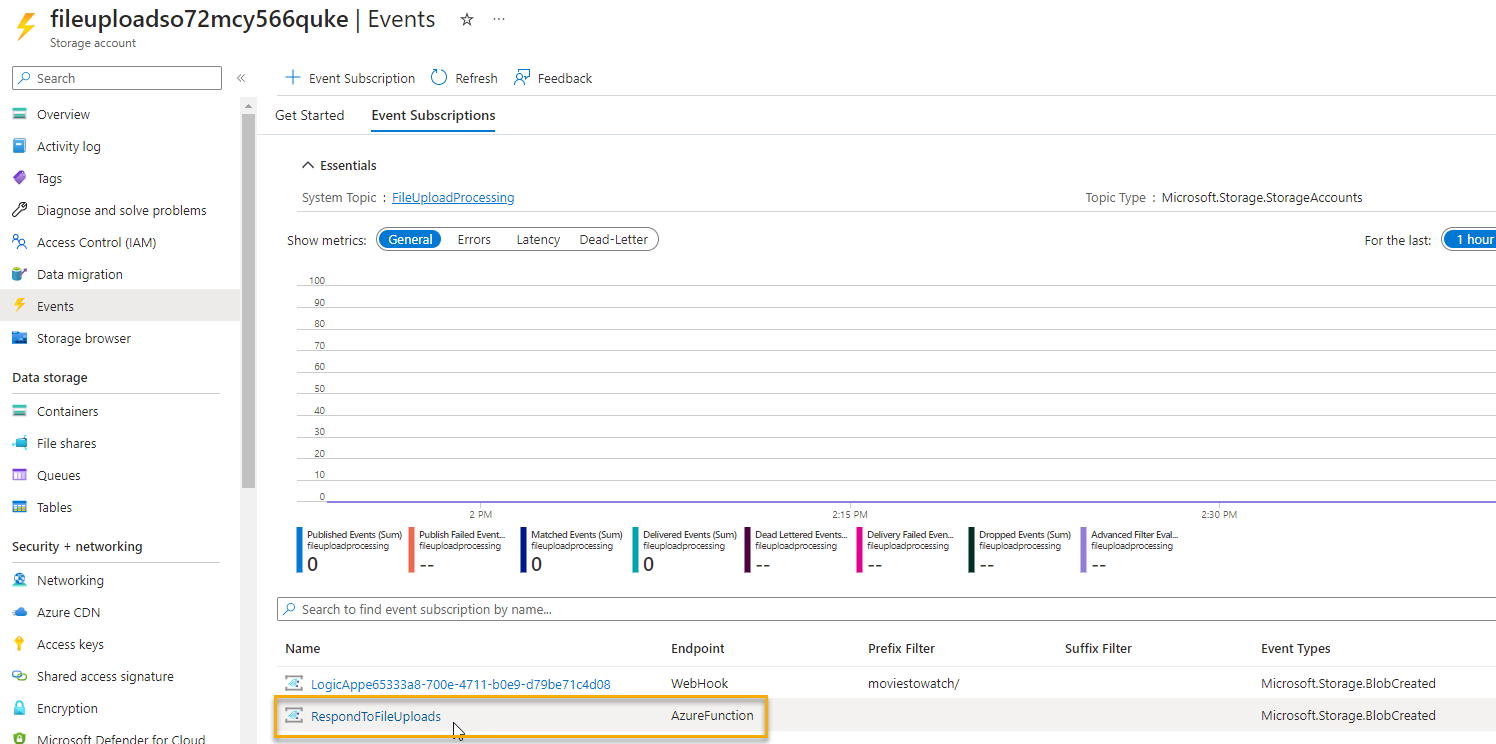 fileuploadso72mcy566quke | Events
Storage account
Search
Overview
Activity log
Tags
Diagnose and solve problems
Access Control (IAM)
Data migration
Events
Storage browser
Data storage
Containers
File shares
Queues
Tables
Security + networking
Networking
Azure CDN
Access keys
Shared access signature
Encryption
Microsoft Defender for Cloud
Event Subscription Refresh Feedback
Get Started Event Subscriptions
Essentials
System Topic : FileUploadProcessing Topic Type : Microsoft.Storage.StorageAccounts
Show metrics: General Errors Latency Dead-Letter For the last: 1 hour
100
90
80
70
60
50
40
30
20
10
0
2 PM 2:15 PM 2:30 PM
Published Events (Sum) Publish Failed Event... Matched Events (Sum) Delivered Events (Sum) Dead Lettered Events... Delivery Failed Even... Dropped Events (Sum) Advanced Filter Eval...
fileuploadprocessing fileuploadprocessing fileuploadprocessing fileuploadprocessing fileuploadprocessing fileuploadprocessing fileuploadprocessing fileuploadprocessing
0 -- 0 0 -- -- -- --
Search to find event subscription by name...
Name Endpoint Prefix Filter Suffix Filter Event Types
LogicAppe65333a8-700e-4711-b0e9-d79be71c4d08 WebHook moviestowatch/ Microsoft.Storage.BlobCreated
RespondToFileUploads AzureFunction Microsoft.Storage.BlobCreated